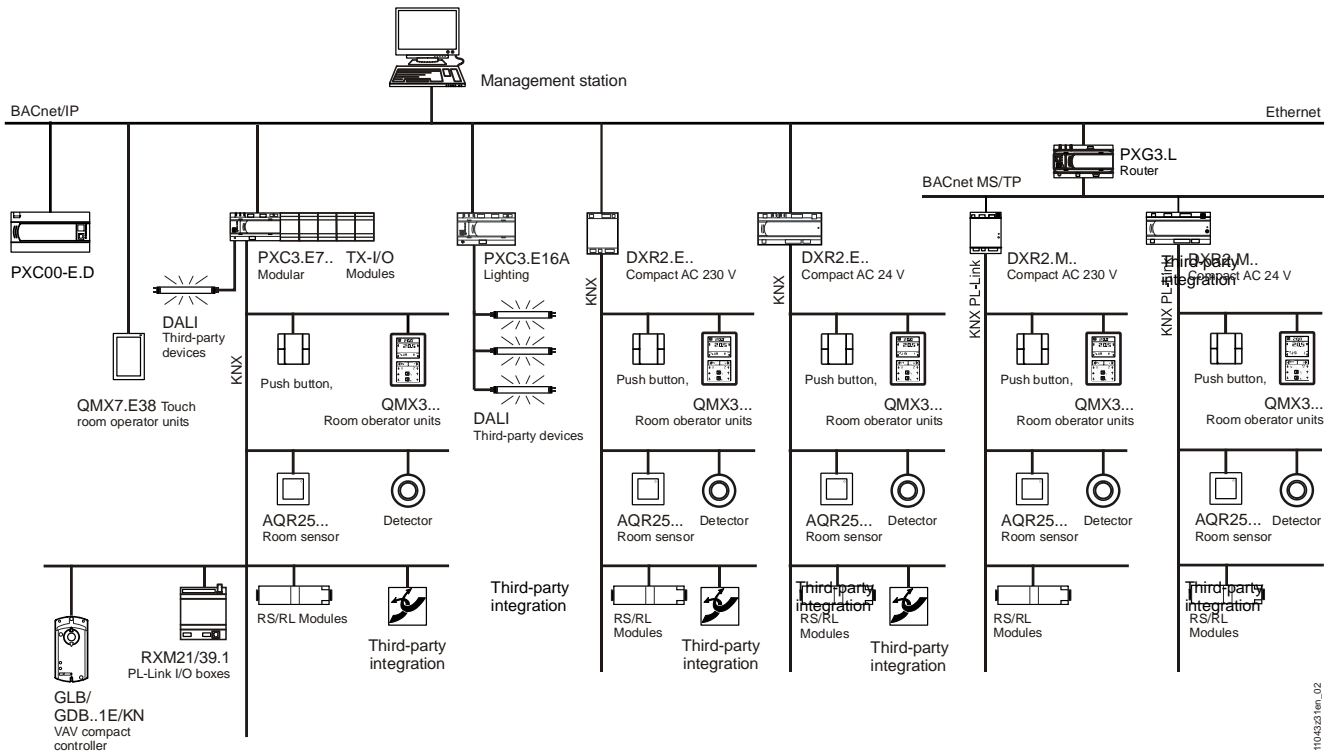 Management station
BACnet/IP
Ethernet
PXG3.L
Router
BACnet MS/TP
PXC00-E.D
PXC3.E7..
Modular
TX-I/O
Modules
PXC3.E16A
Lighting
DXR2.E..
Compact AC 230 V
DXR2.E..
Compact AC 24 V
DXR2.M..
Compact AC 230 V
DXR2.M..
Compact AC 24 V
Third-party
integration
KNX
KNX
KNX
KNX PL-Link
KNX PL-Link
DALI
Third-party
devices
QMX7.E38 Touch
room operator units
Push button,
QMX3...
Room oberator units
DALI
Third-party devices
Push button,
QMX3...
Room oberator units
Push button,
QMX3...
Room oberator units
Push button,
QMX3...
Room oberator units
Push button,
QMX3...
Room oberator units
AQR25...
Room sensor
Detector
AQR25...
Room sensor
Detector
AQR25...
Room sensor
Detector
AQR25...
Room sensor
Detector
AQR25...
Room sensor
Detector
GLB/
GDB..1E/KN
VAV compact
controller
RXM21/39.1
PL-Link I/O boxes
RS/RL Modules
Third-party
integration
Third-party
integration
RS/RL
Modules
Third-party
integration
Third-party
integration
RS/RL
Modules
Third-party
integration
RS/RL
Modules
Third-party
integration
RS/RL
Modules
11043z31en_02